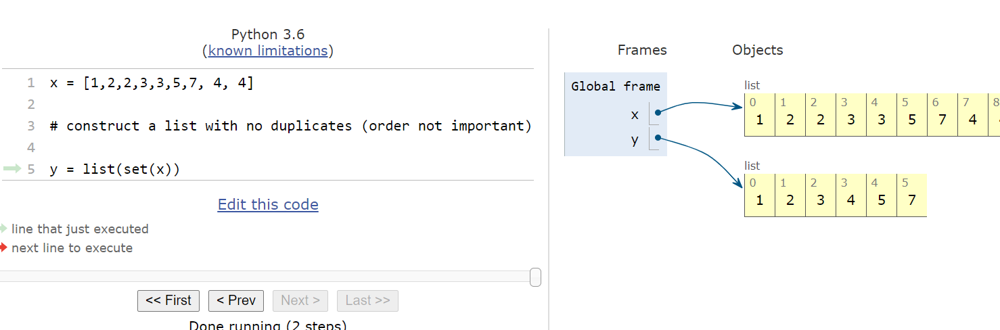 Python 3.6
(known limitations)
1 x = [1,2,2,3,3,5,7, 4, 4]
2
3 # construct a list with no duplicates (order not important)
4
5 y = list(set(x))
Edit this code
line that just executed
next line to execute
<< First < Prev Next > Last >>
Done running (2 steps)
Frames Objects
Global frame
x
y
list
0 1 2 3 4 5 6 7 8
1 2 2 3 3 5 7 4
list
0 1 2 3 4 5
1 2 3 4 5 7